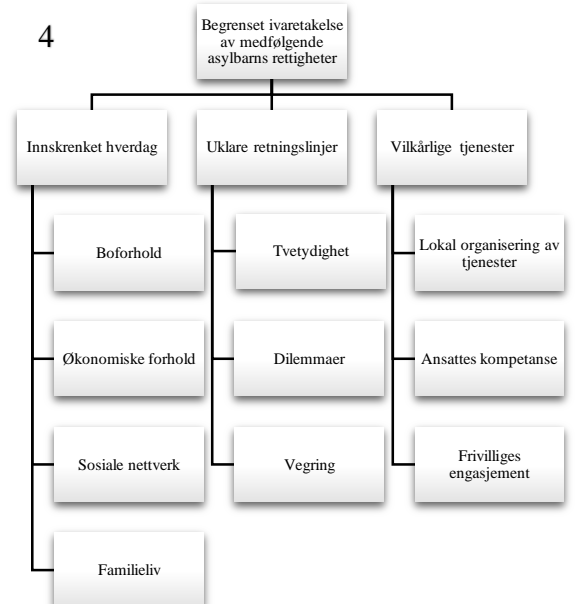 4
Begrenset ivaretakelse
av medfølgende
asylbarns rettigheter
Innskrenket hverdag
Uklare retningslinjer
Vilkårlige tjenester
Boforhold
Tvetydighet
Lokal organisering av
tjenester
Økonomiske forhold
Dilemmaer
Ansattes kompetanse
Sosiale nettverk
Vegring
Frivilliges
engasjement
Familieliv